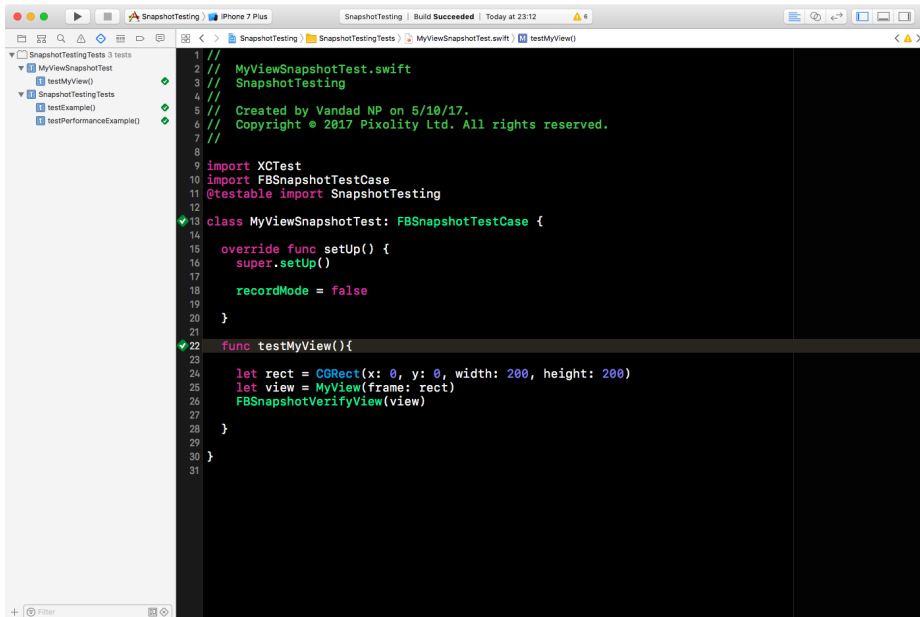 SnapshotTesting iPhone 7 Plus
SnapshotTesting | Build Succeeded | Today at 23:12 6
SnapshotTesting SnapshotTestingTests MyViewSnapshotTest.swift M testMyView()
SnapshotTestingTests 3 tests
T MyViewSnapshotTest
T testMyView()
T SnapshotTestingTests
T testExample()
T testPerformanceExample()
1 //
2 //  MyViewSnapshotTest.swift
3 //  SnapshotTesting
4 //
5 //  Created by Vandad NP on 5/10/17.
6 //  Copyright © 2017 Pixolity Ltd. All rights reserved.
7 //
8
9 import XCTest
10 import FBSnapshotTestCase
11 @testable import SnapshotTesting
12
13 class MyViewSnapshotTest: FBSnapshotTestCase {
14
15   override func setUp() {
16     super.setUp()
17
18     recordMode = false
19
20   }
21
22   func testMyView(){
23
24     let rect = CGRect(x: 0, y: 0, width: 200, height: 200)
25     let view = MyView(frame: rect)
26     FBSnapshotVerifyView(view)
27
28   }
29
30 }
31
Filter